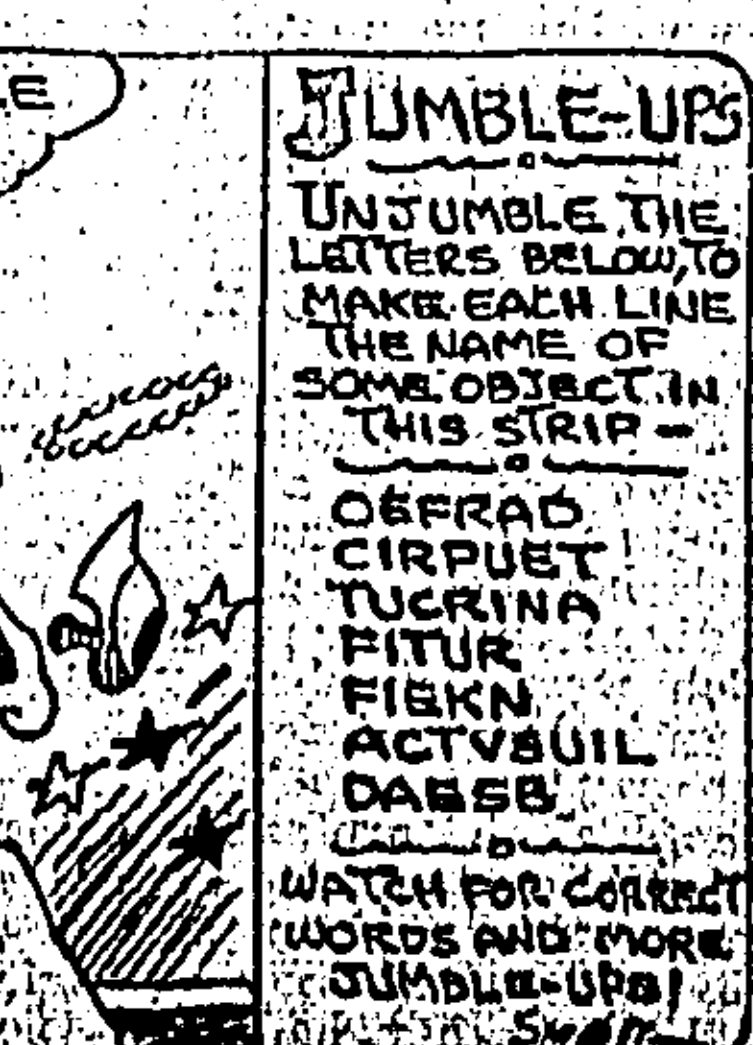 JUMBLE-UPS
UNJUMBLE THE
LETTERS BELOW, TO
MAKE EACH LINE
THE NAME OF
SOME OBJECT IN
THIS STRIP —
OEFRAD
CIRPUET
TUCRINA
FITUR
FIEKN
ACTVSUIL
DAESB
WATCH FOR CORRECT
WORDS AND MORE
JUMBLE-UPS!